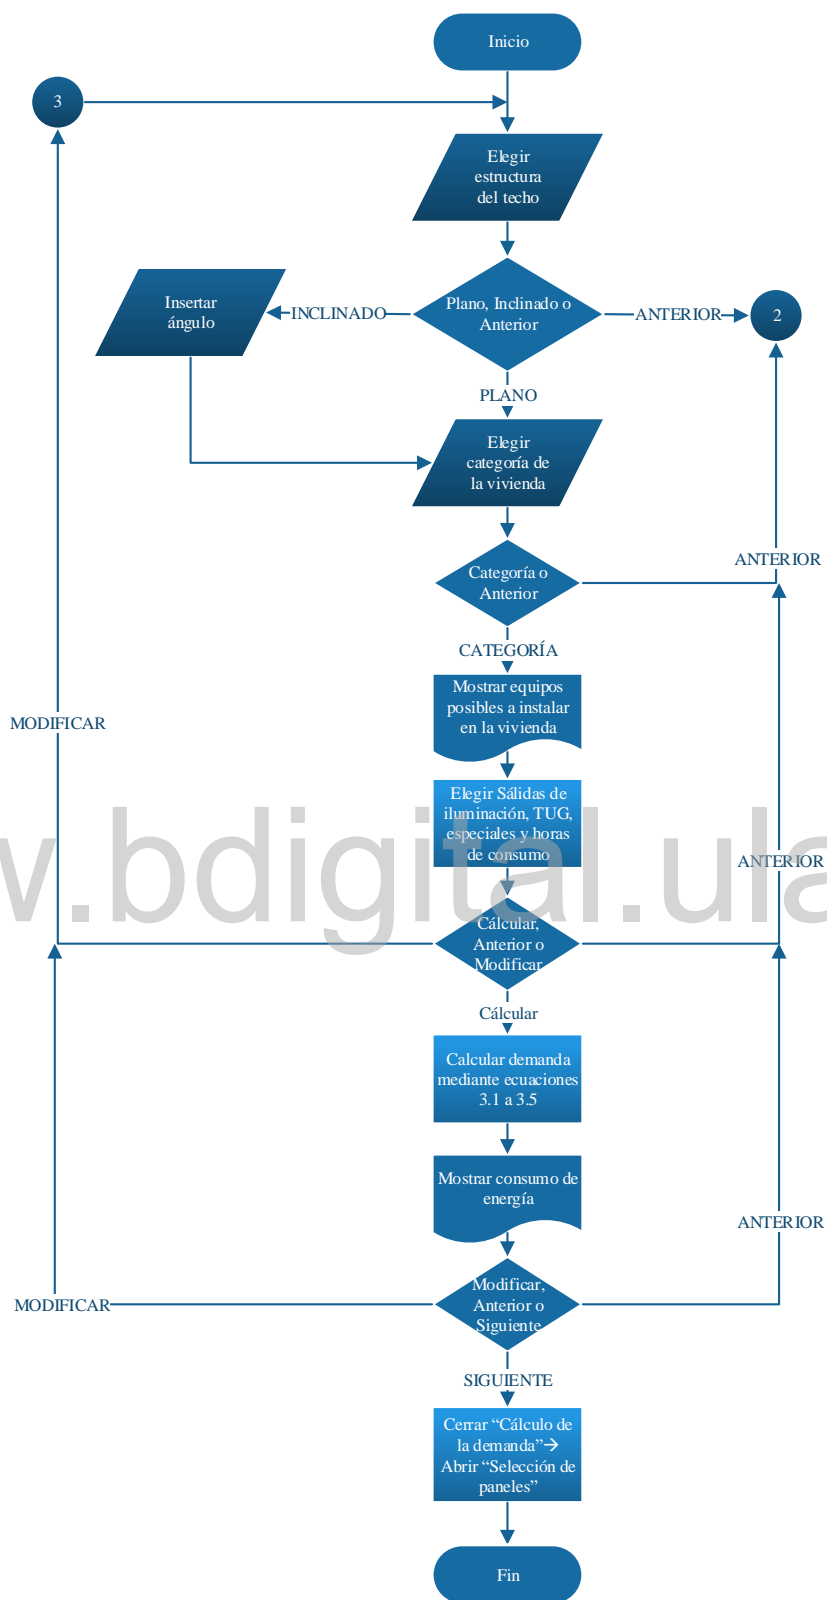 Inicio
3
Elegir
estructura
del techo
Insertar
ángulo
INCLINADO
Plano, Inclinado o
Anterior
ANTERIOR
2
PLANO
Elegir
categoría de
la vivienda
Categoría o
Anterior
ANTERIOR
CATEGORÍA
Mostrar equipos
posibles a instalar
en la vivienda
MODIFICAR
Elegir Sálidas de
iluminación, TUG,
especiales y horas
de consumo
ANTERIOR
w.bdigital.ula
Cálcular,
Anterior o
Modificar
Cálcular
Calcular demanda
mediante ecuaciones
3.1 a 3.5
Mostrar consumo de
energía
ANTERIOR
Modificar,
Anterior o
Siguiente
MODIFICAR
SIGUIENTE
Cerrar “Cálculo de
la demanda”→
Abrir “Selección de
paneles”
Fin